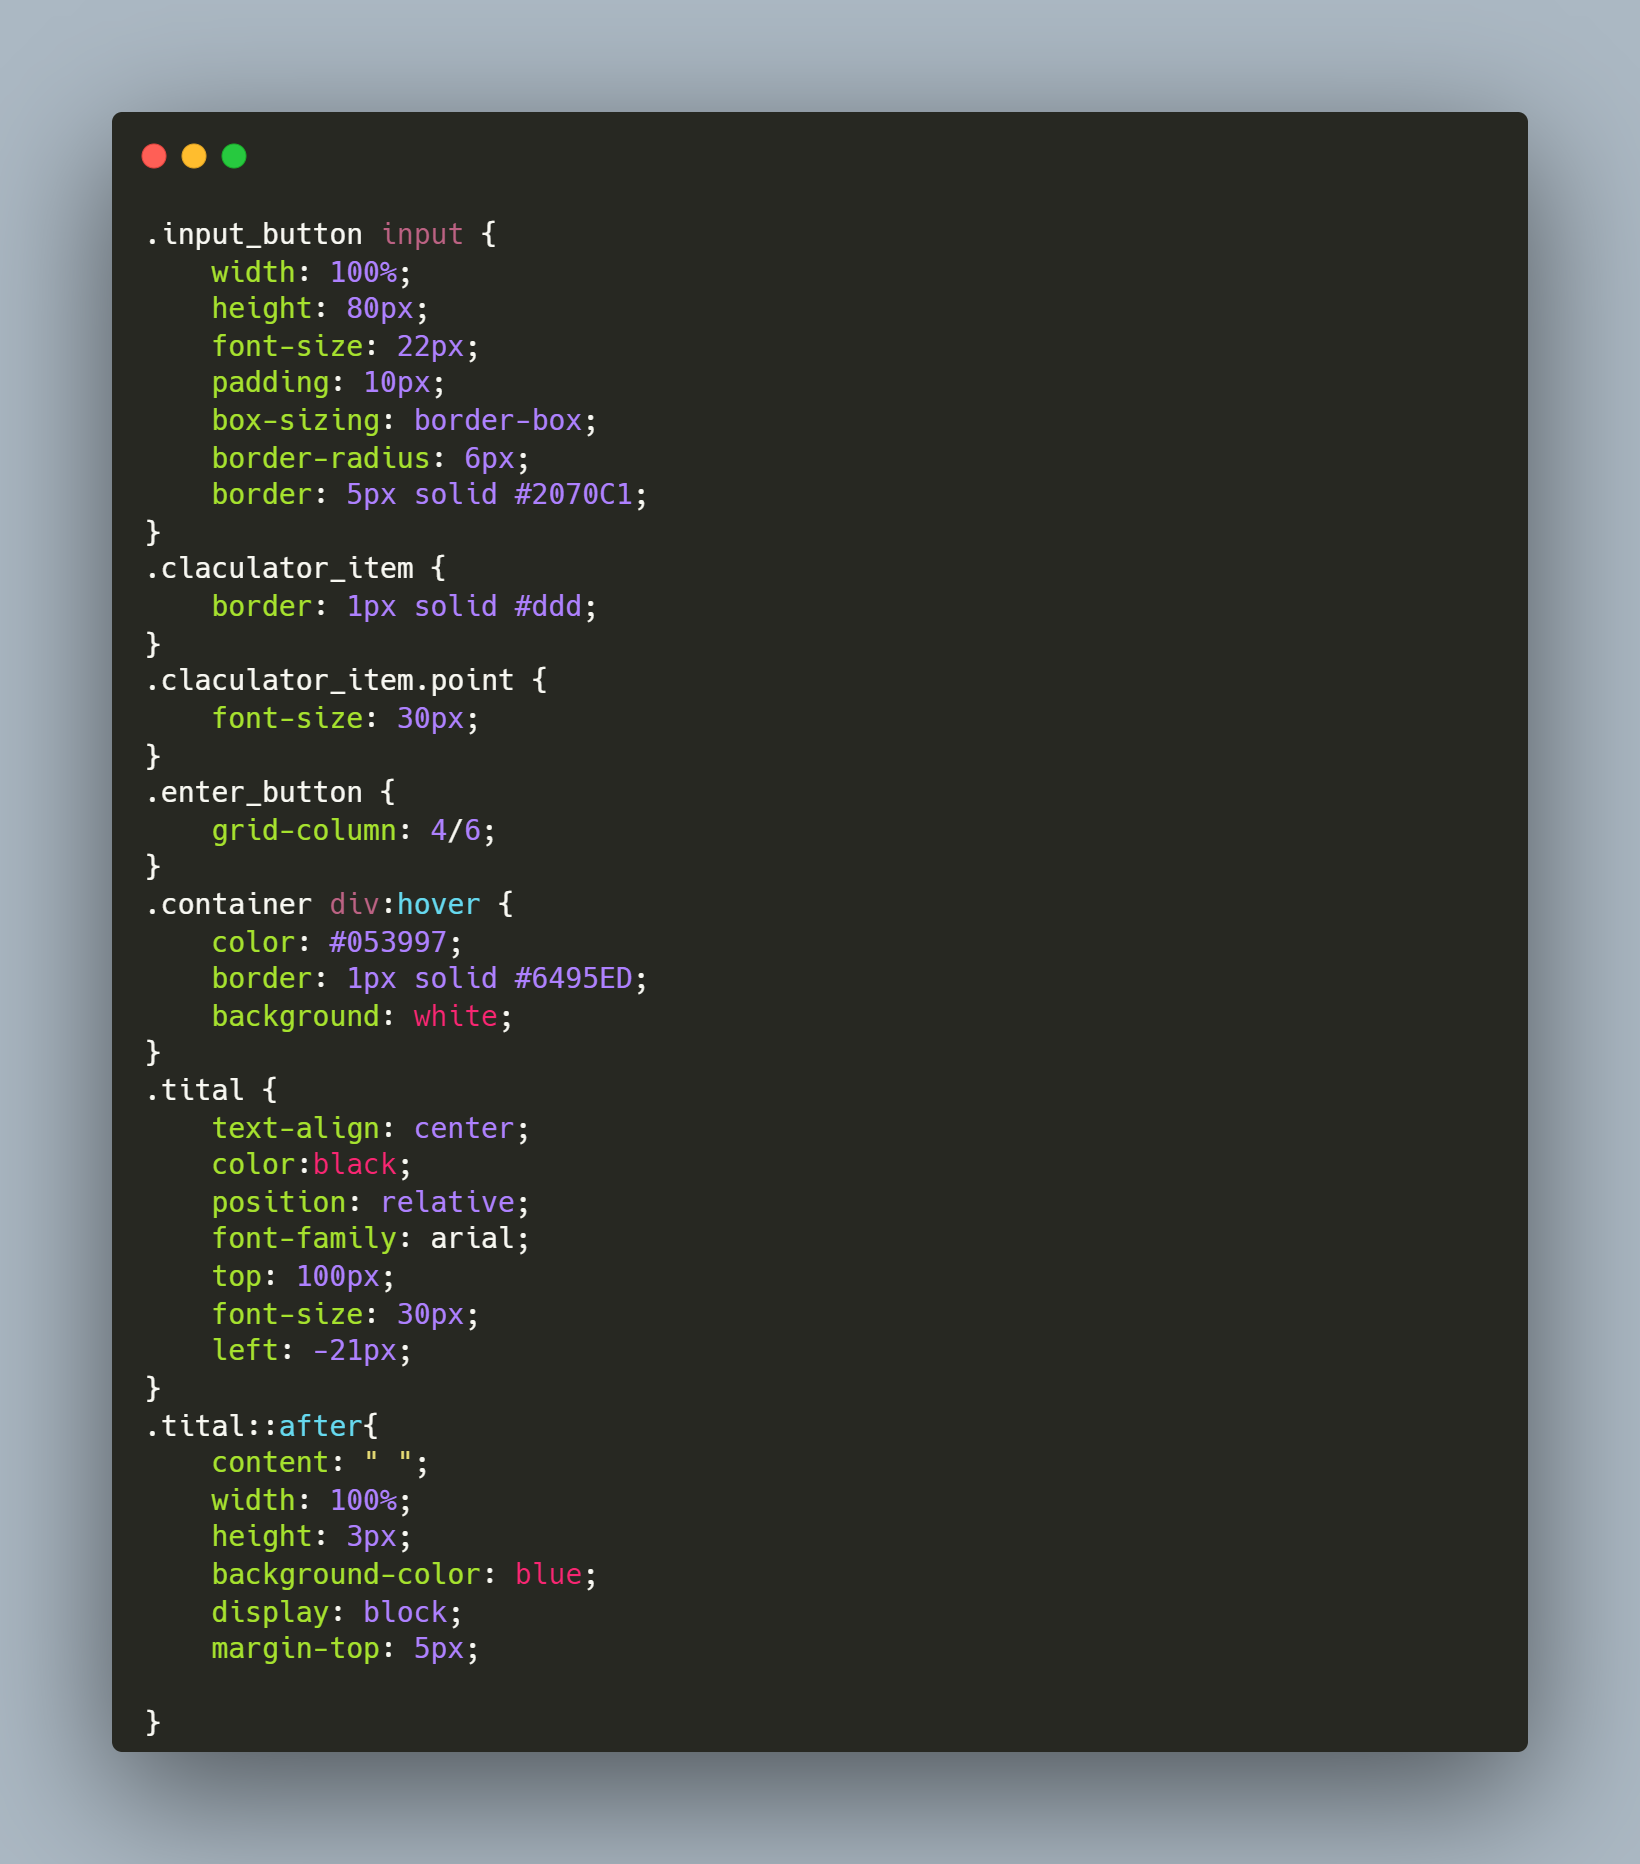 .input_button input {
    width: 100%;
    height: 80px;
    font-size: 22px;
    padding: 10px;
    box-sizing: border-box;
    border-radius: 6px;
    border: 5px solid #2070C1;
}
.claculator_item {
    border: 1px solid #ddd;
}
.claculator_item.point {
    font-size: 30px;
}
.enter_button {
    grid-column: 4/6;
}
.container div:hover {
    color: #053997;
    border: 1px solid #6495ED;
    background: white;
}
.tital {
    text-align: center;
    color:black;
    position: relative;
    font-family: arial;
    top: 100px;
    font-size: 30px;
    left: -21px;
}
.tital::after{
    content: " ";
    width: 100%;
    height: 3px;
    background-color: blue;
    display: block;
    margin-top: 5px;

}